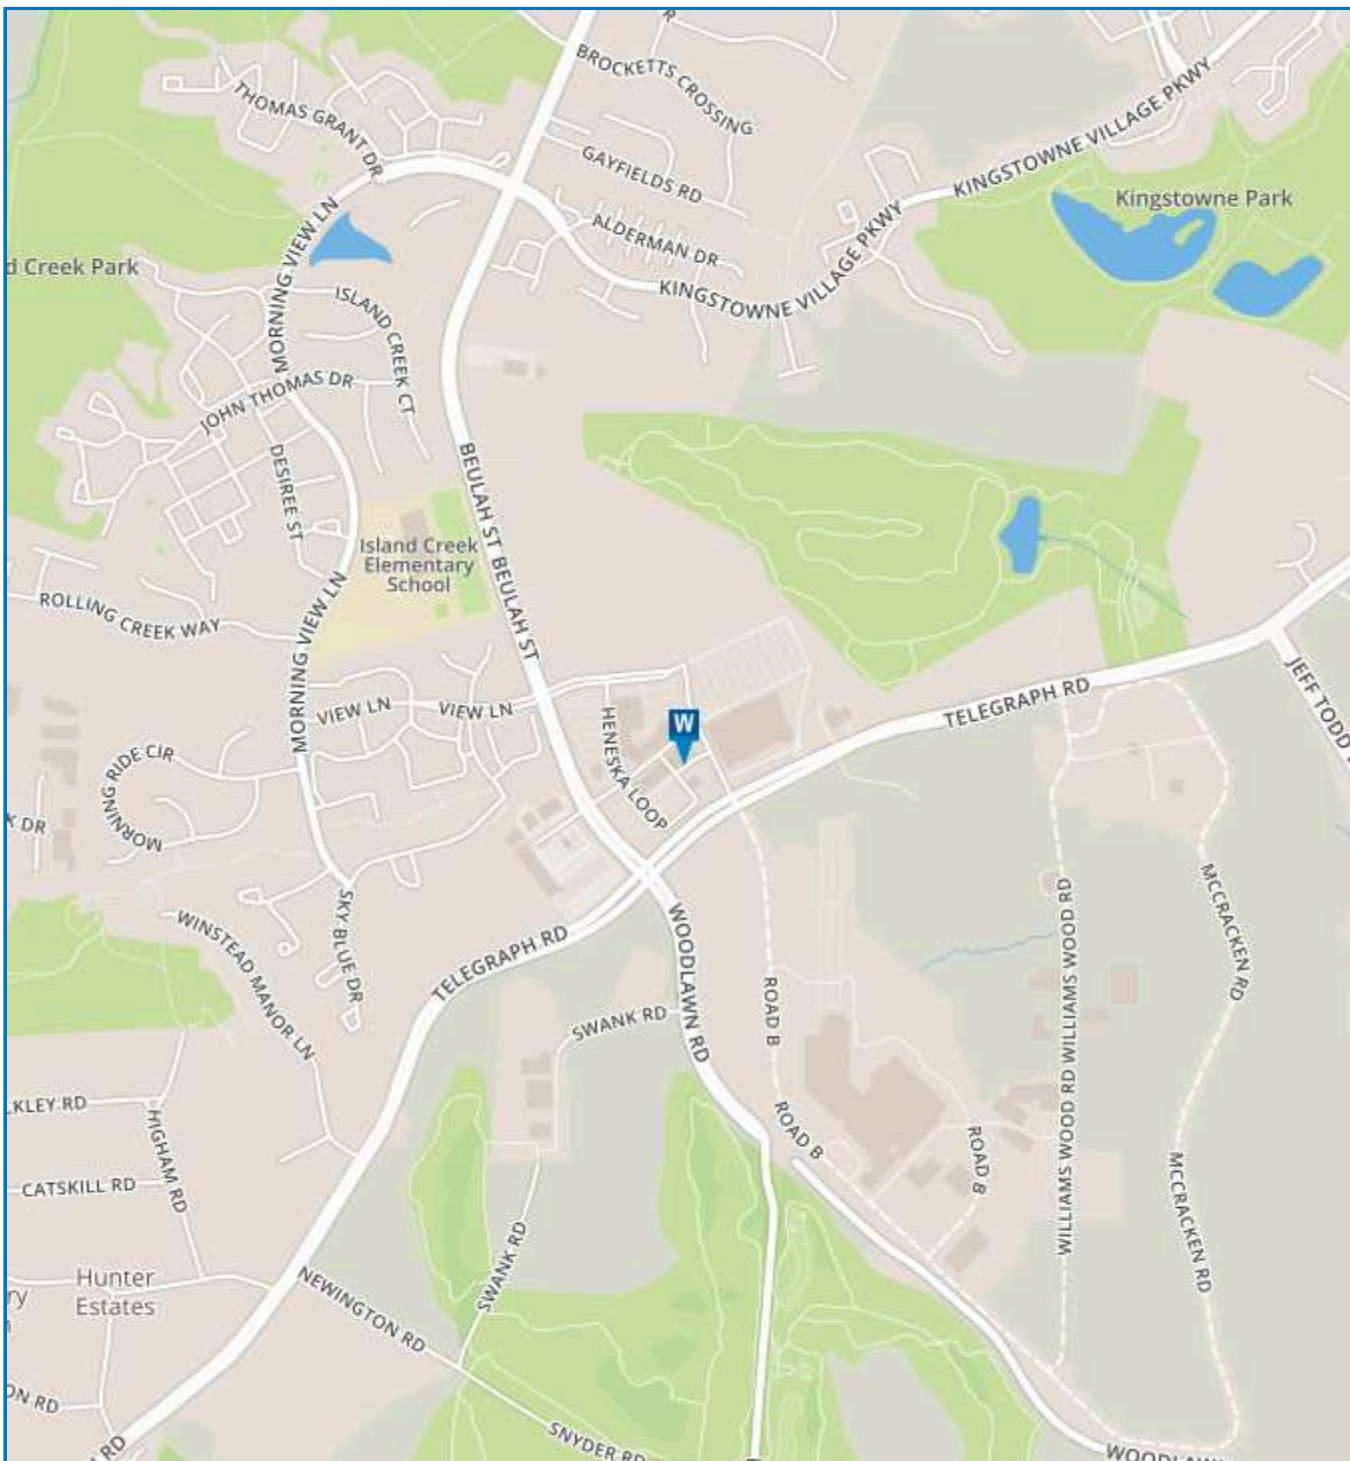 BROCKETTS CROSSING
THOMAS GRANT DR
GAYFIELDS RD
KINGSTOWNE VILLAGE PKWY
Kingstowne Park
MORNING VIEW LN
ALDERMAN DR
d Creek Park
KINGSTOWNE VILLAGE PKWY
ISLAND CREEK CT
JOHN THOMAS DR
DESIREE ST
BEULAH ST BEULAH ST
Island Creek
Elementary
School
ROLLING CREEK WAY
MORNING VIEW LN
VIEW LN
VIEW LN
HENESKA LOOP
W
TELEGRAPH RD
JEFF TODD
MORNING RIDE CIR
MORNING
K DR
SKY BLUE DR
WINSTEAD MANOR LN
TELEGRAPH RD
WOODLAWN RD
SWANK RD
ROAD B
WILLIAMS WOOD RD WILLIAMS WOOD RD
MCCRACKEN RD
CKLEY RD
HIGHAM RD
ROAD B
ROAD B
CATSKILL RD
MCCRACKEN RD
SWANK RD
Hunter
Estates
ry
NEWINGTON RD
ON RD
SNYDER RD
H RD
WOODLAWN